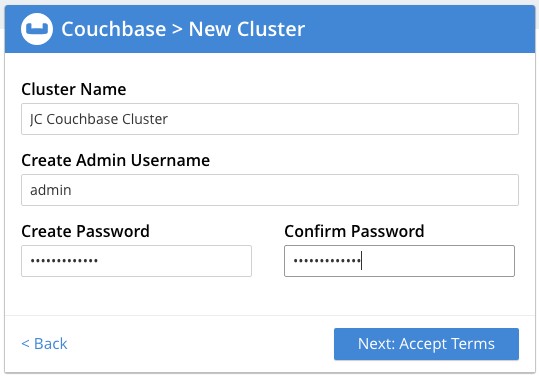 Couchbase > New Cluster
Cluster Name
JC Couchbase Cluster
Create Admin Username
admin
Create Password
Confirm Password
•••••••••••••
•••••••••••••
< Back
Next: Accept Terms